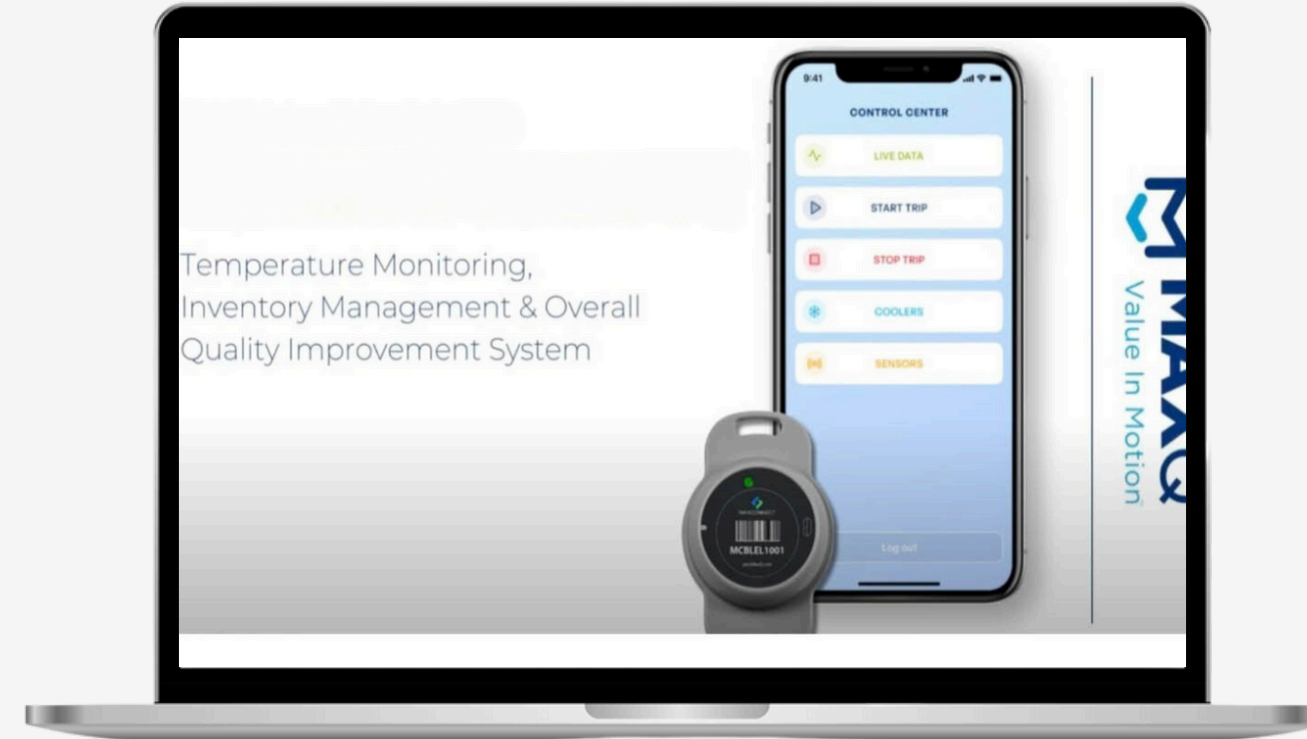 Temperature Monitoring,
Inventory Management & Overall
Quality Improvement System
9:41
CONTROL CENTER
LIVE DATA
START TRIP
STOP TRIP
COOLERS
SENSORS
Log out
MCBLEL1001
MAXQ
Value In Motion